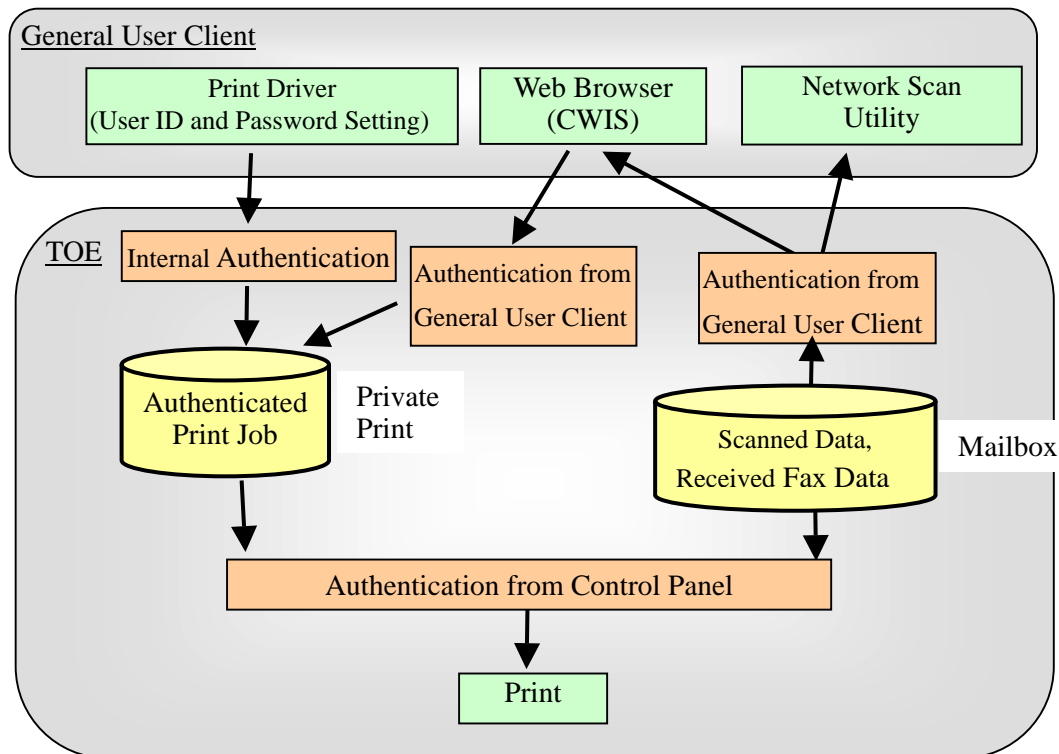 General User Client
Print Driver
(User ID and Password Setting)
Web Browser
(CWIS)
Network Scan
Utility
TOE
Internal Authentication
Authentication from
General User Client
Authentication from
General User Client
Authenticated
Print Job
Private
Print
Scanned Data,
Received Fax Data
Mailbox
Authentication from Control Panel
Print